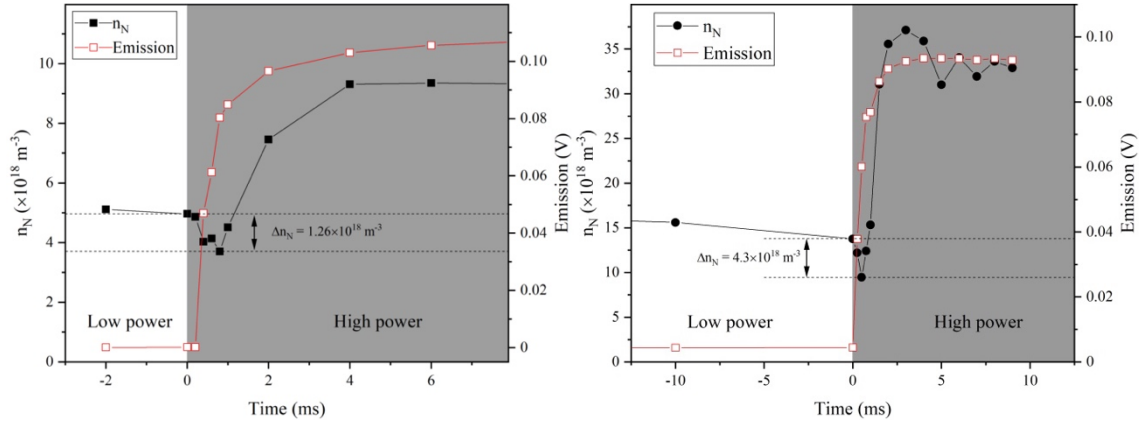 n_N
Emission
10
8
6
4
2
0
n_N (×10^18 m^-3)
Δn_N = 1.26×10^18 m^-3
Low power
High power
0.10
0.08
0.06
0.04
0.02
0.00
Emission (V)
-2
0
2
4
6
Time (ms)
n_N
Emission
35
30
25
20
15
10
5
0
n_N (×10^18 m^-3)
Δn_N = 4.3×10^18 m^-3
Low power
High power
0.10
0.08
0.06
0.04
0.02
0.00
Emission (V)
-10
-5
0
5
10
Time (ms)